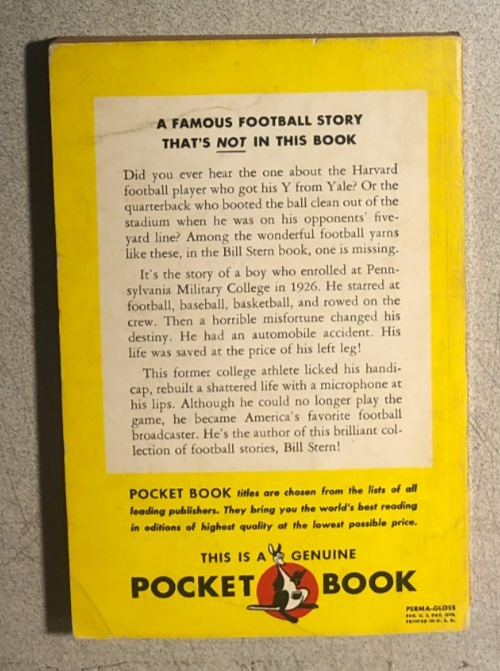 A FAMOUS FOOTBALL STORY
THAT'S NOT IN THIS BOOK
Did you ever hear the one about the Harvard
football player who got his Y from Yale? Or the
quarterback who booted the ball clean out of the
stadium when he was on his opponents' five-
yard line? Among the wonderful football yarns
like these, in the Bill Stern book, one is missing.
It's the story of a boy who enrolled at Penn-
sylvania Military College in 1926. He starred at
football, baseball, basketball, and rowed on the
crew. Then a horrible misfortune changed his
destiny. He had an automobile accident. His
life was saved at the price of his left leg!
This former college athlete licked his handi-
cap, rebuilt a shattered life with a microphone at
his lips. Although he could no longer play the
game, he became America's favorite football
broadcaster. He's the author of this brilliant col-
lection of football stories, Bill Stern!
POCKET BOOK titles are chosen from the lists of all
leading publishers. They bring you the world's best reading
in editions of highest quality at the lowest possible price.
THIS IS A GENUINE
POCKET BOOK
PERMA-GLOSS
REG. U. S. PAT. OFF.
PRINTED IN U. S. A.